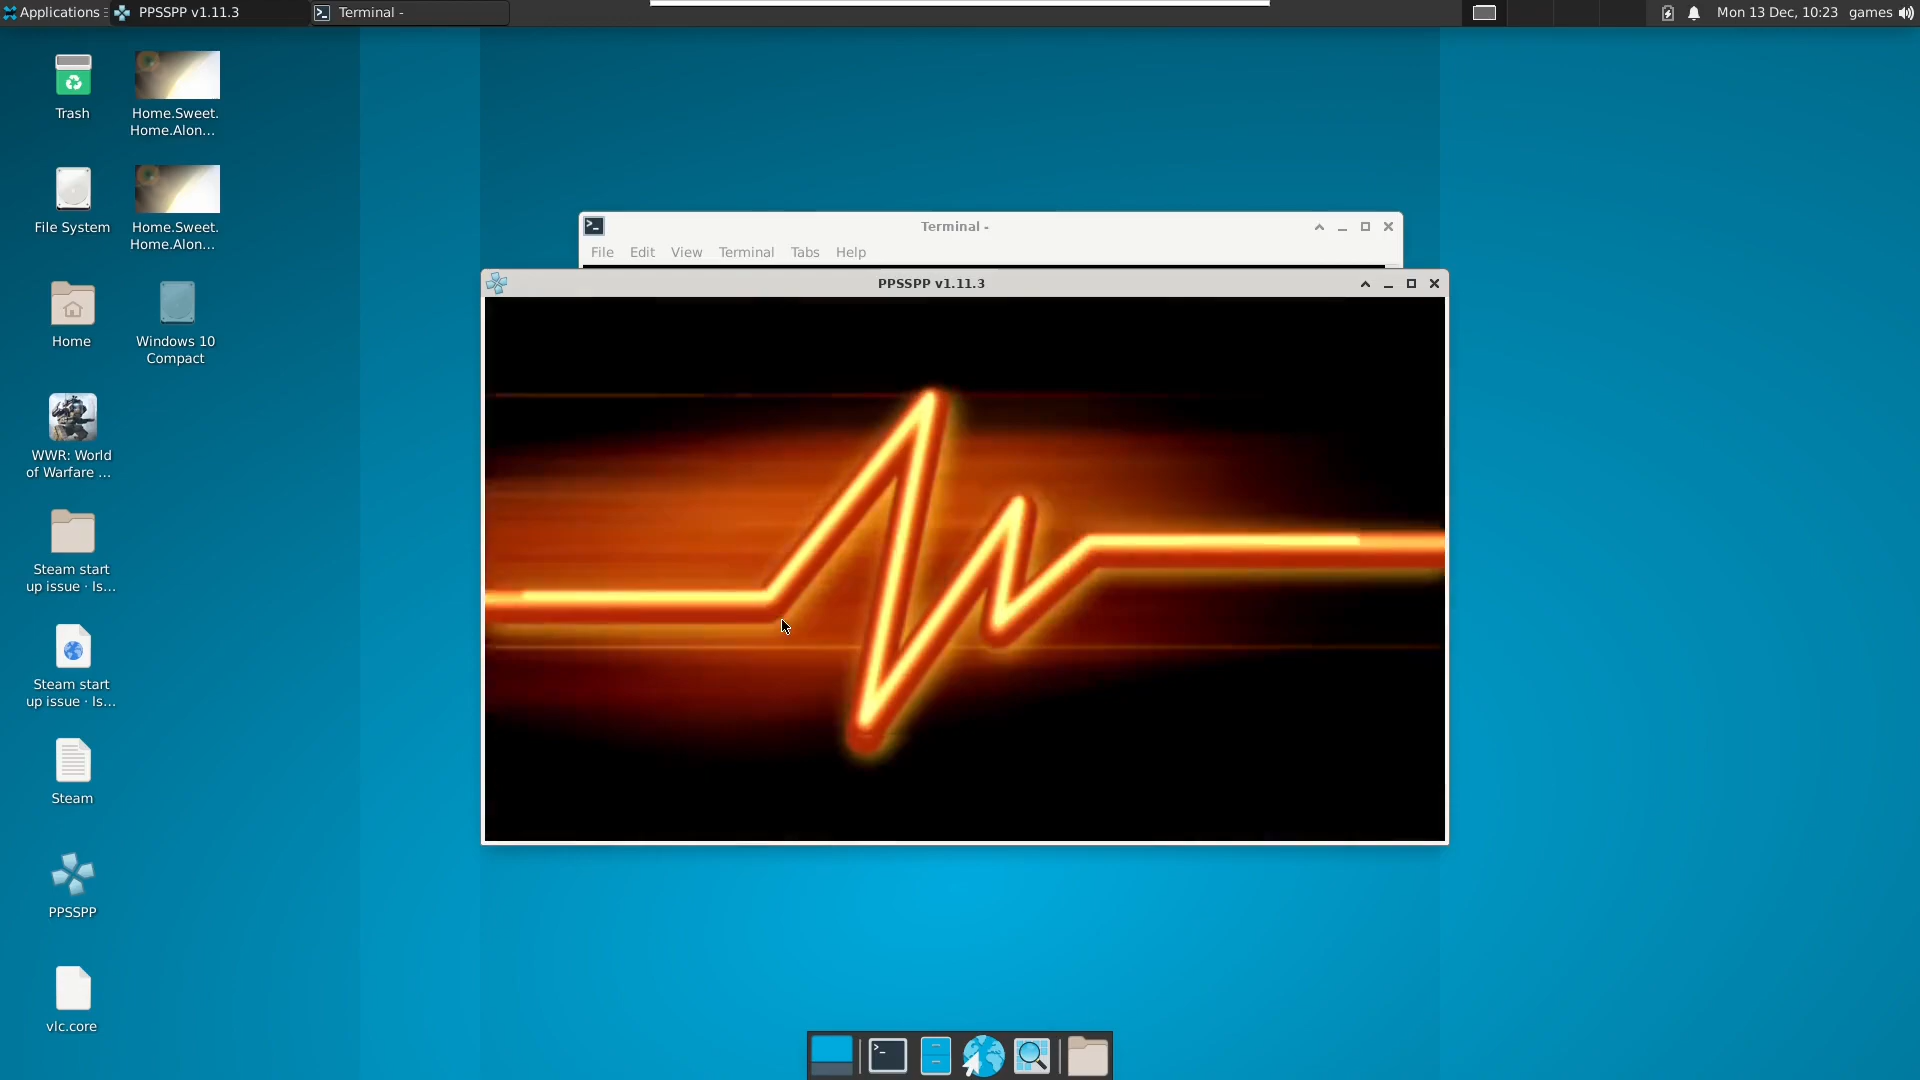 Applications
PPSSPP v1.11.3
Terminal -
Mon 13 Dec, 10:23
games
Trash
Home.Sweet.
Home.Alon...
File System
Home.Sweet.
Home.Alon...
Home
Windows 10
Compact
WWR: World
of Warfare ...
Steam start
up issue · Is...
Steam start
up issue · Is...
Steam
PPSSPP
vlc.core
Terminal -
File Edit View Terminal Tabs Help
PPSSPP v1.11.3